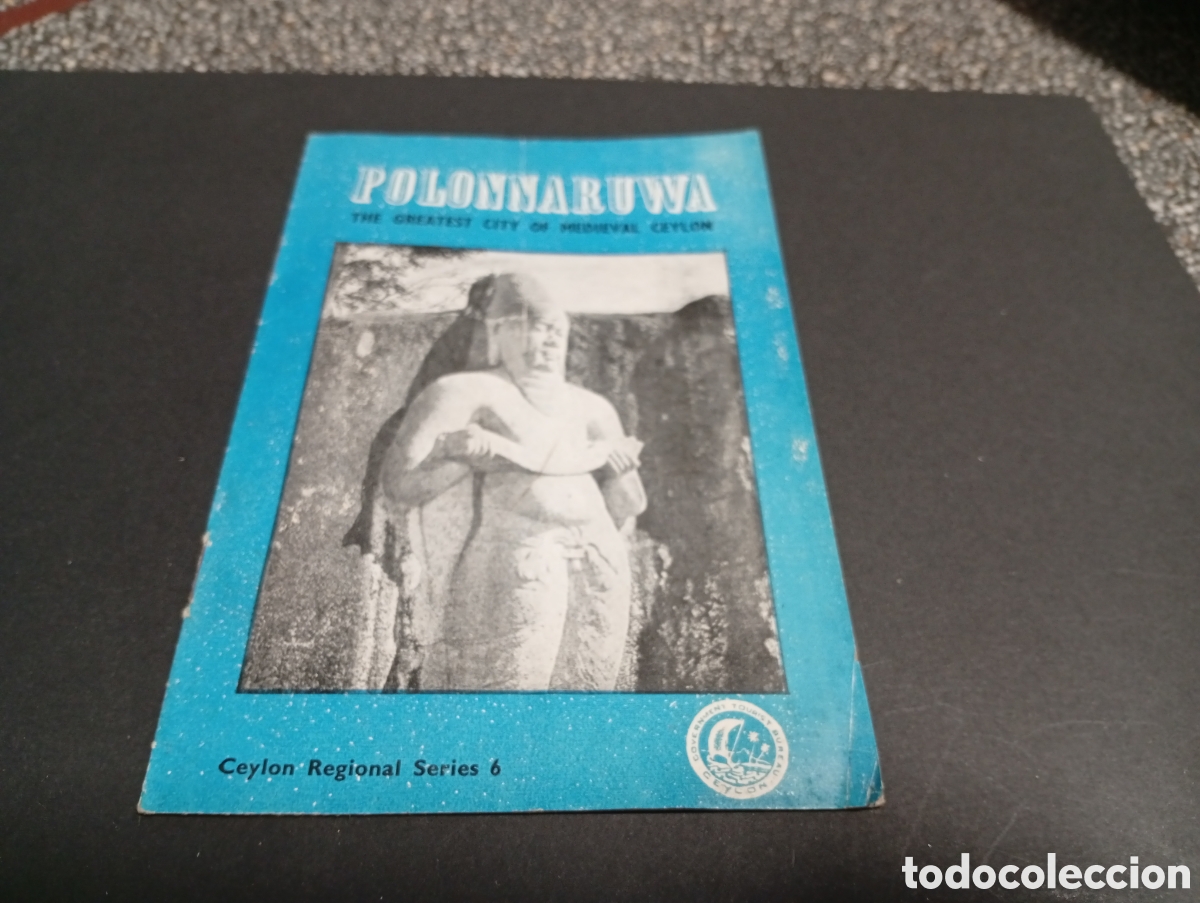 POLONNARUWA
THE GREATEST CITY OF MEDIEVAL CEYLON
GOVERNMENT TOURIST BUREAU
CEYLON
Ceylon Regional Series 6
todocoleccion